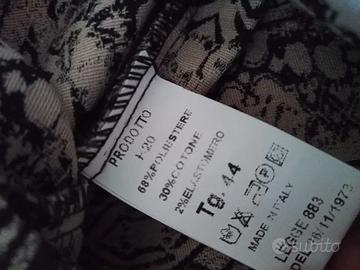 PRODOTTO
F20
68%POLIESTERE
30%COTONE
2%ELASTOMERO
Tg. 44
MADE IN ITALY
LEGGE 883
DEL 26/11/1973
subito